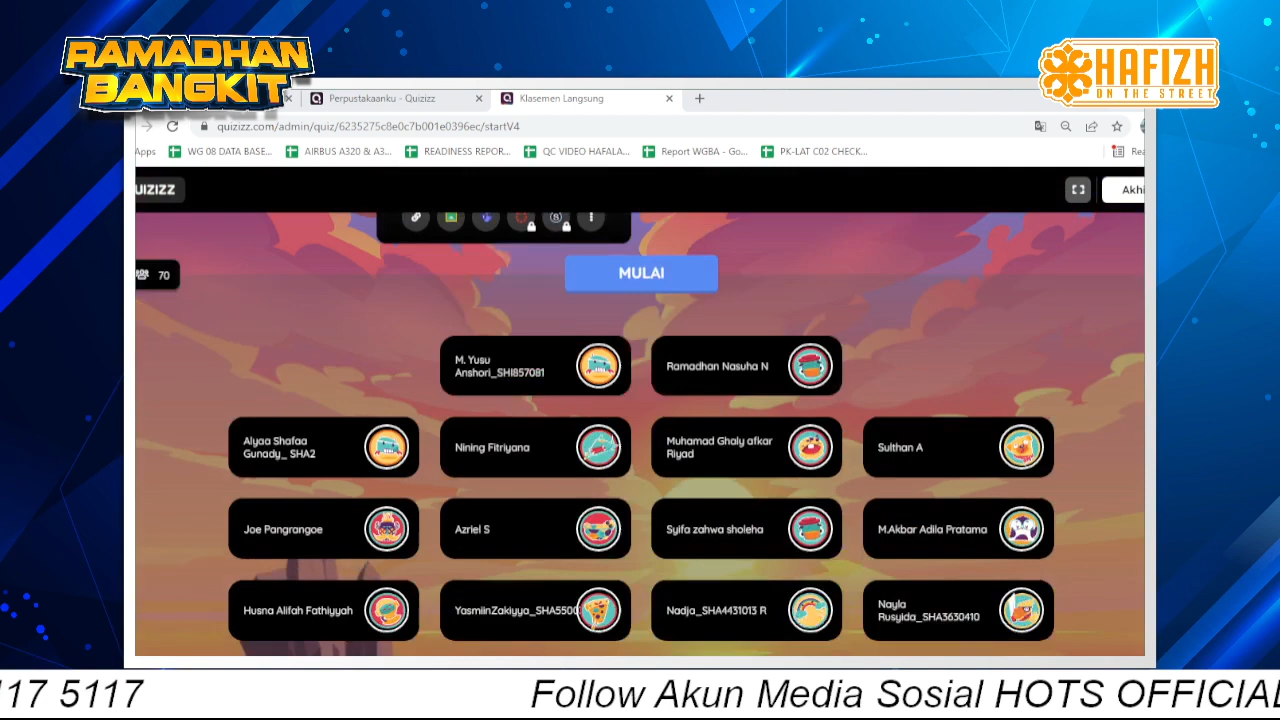 RAMADHAN
BANGKIT
HAFIZH
ON THE STREET
Perpustakaanku - Quizizz
Klasemen Langsung
quizizz.com/admin/quiz/6235275c8e0c7b001e0396ec/startV4
Apps
WG 08 DATA BASE...
AIRBUS A320 & A3...
READINESS REPOR...
QC VIDEO HAFALA...
Report WGBA - Go...
PK-LAT C02 CHECK...
Rea
UIZIZZ
Akhi
70
MULAI
M. Yusu
Anshori_SHI857081
Ramadhan Nasuha N
Alyaa Shafaa
Gunady_ SHA2
Nining Fitriyana
Muhamad Ghaly afkar
Riyad
Sulthan A
Joe Pangrangoe
Azriel S
Syifa zahwa sholeha
M.Akbar Adila Pratama
Husna Alifah Fathiyyah
YasmiinZakiyya_SHA5500
Nadja_SHA4431013 R
Nayla
Rusyida_SHA3630410
117 5117
Follow Akun Media Sosial HOTS OFFICIAL